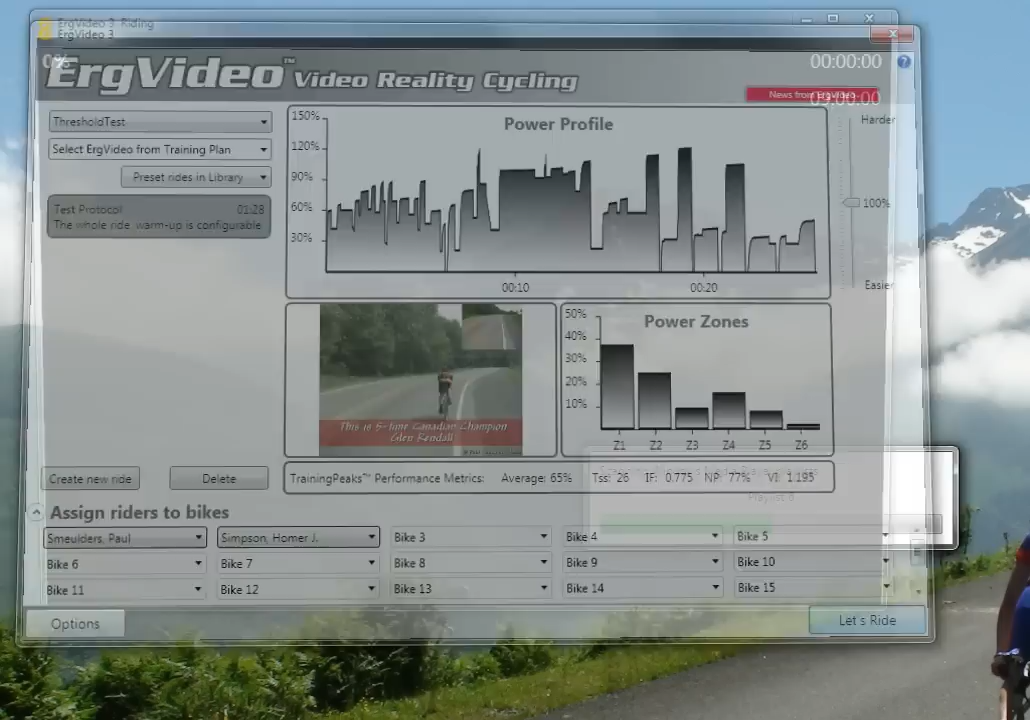 ErgVideo 3 Riding
ErgVideo 3
0%
00:00:00
ErgVideo™ Video Reality Cycling
News from ErgVideo
ThresholdTest
Select ErgVideo from Training Plan
Preset rides in Library
Test Protocol 01:28
The whole ride, warm-up is configurable
Power Profile
150%
120%
90%
60%
30%
00:10 00:20
Harder
100%
Easier
This is 5-time Canadian Champion
Glen Rendall
Power Zones
50%
40%
30%
20%
10%
Z1 Z2 Z3 Z4 Z5 Z6
Create new ride
Delete
TrainingPeaks™ Performance Metrics: Average: 65% Tss: 26 IF: 0.775 NP: 77% VI: 1.195
Assign riders to bikes
Smeulders, Paul Simpson, Homer J. Bike 3 Bike 4 Bike 5
Bike 6 Bike 7 Bike 8 Bike 9 Bike 10
Bike 11 Bike 12 Bike 13 Bike 14 Bike 15
Options
Let's Ride